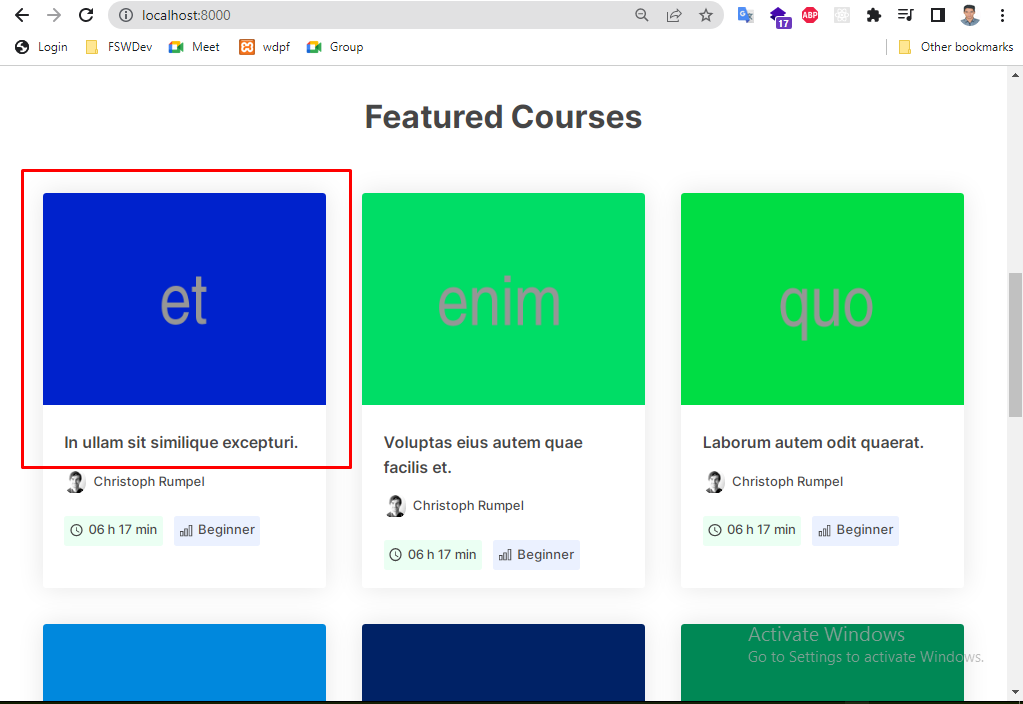 localhost:8000
17
ABP
Login
FSWDev
Meet
wdpf
Group
Other bookmarks
Featured Courses
et
enim
quo
In ullam sit similique excepturi.
Voluptas eius autem quae
facilis et.
Laborum autem odit quaerat.
Christoph Rumpel
Christoph Rumpel
Christoph Rumpel
06 h 17 min
Beginner
06 h 17 min
Beginner
06 h 17 min
Beginner
Activate Windows
Go to Settings to activate Windows.